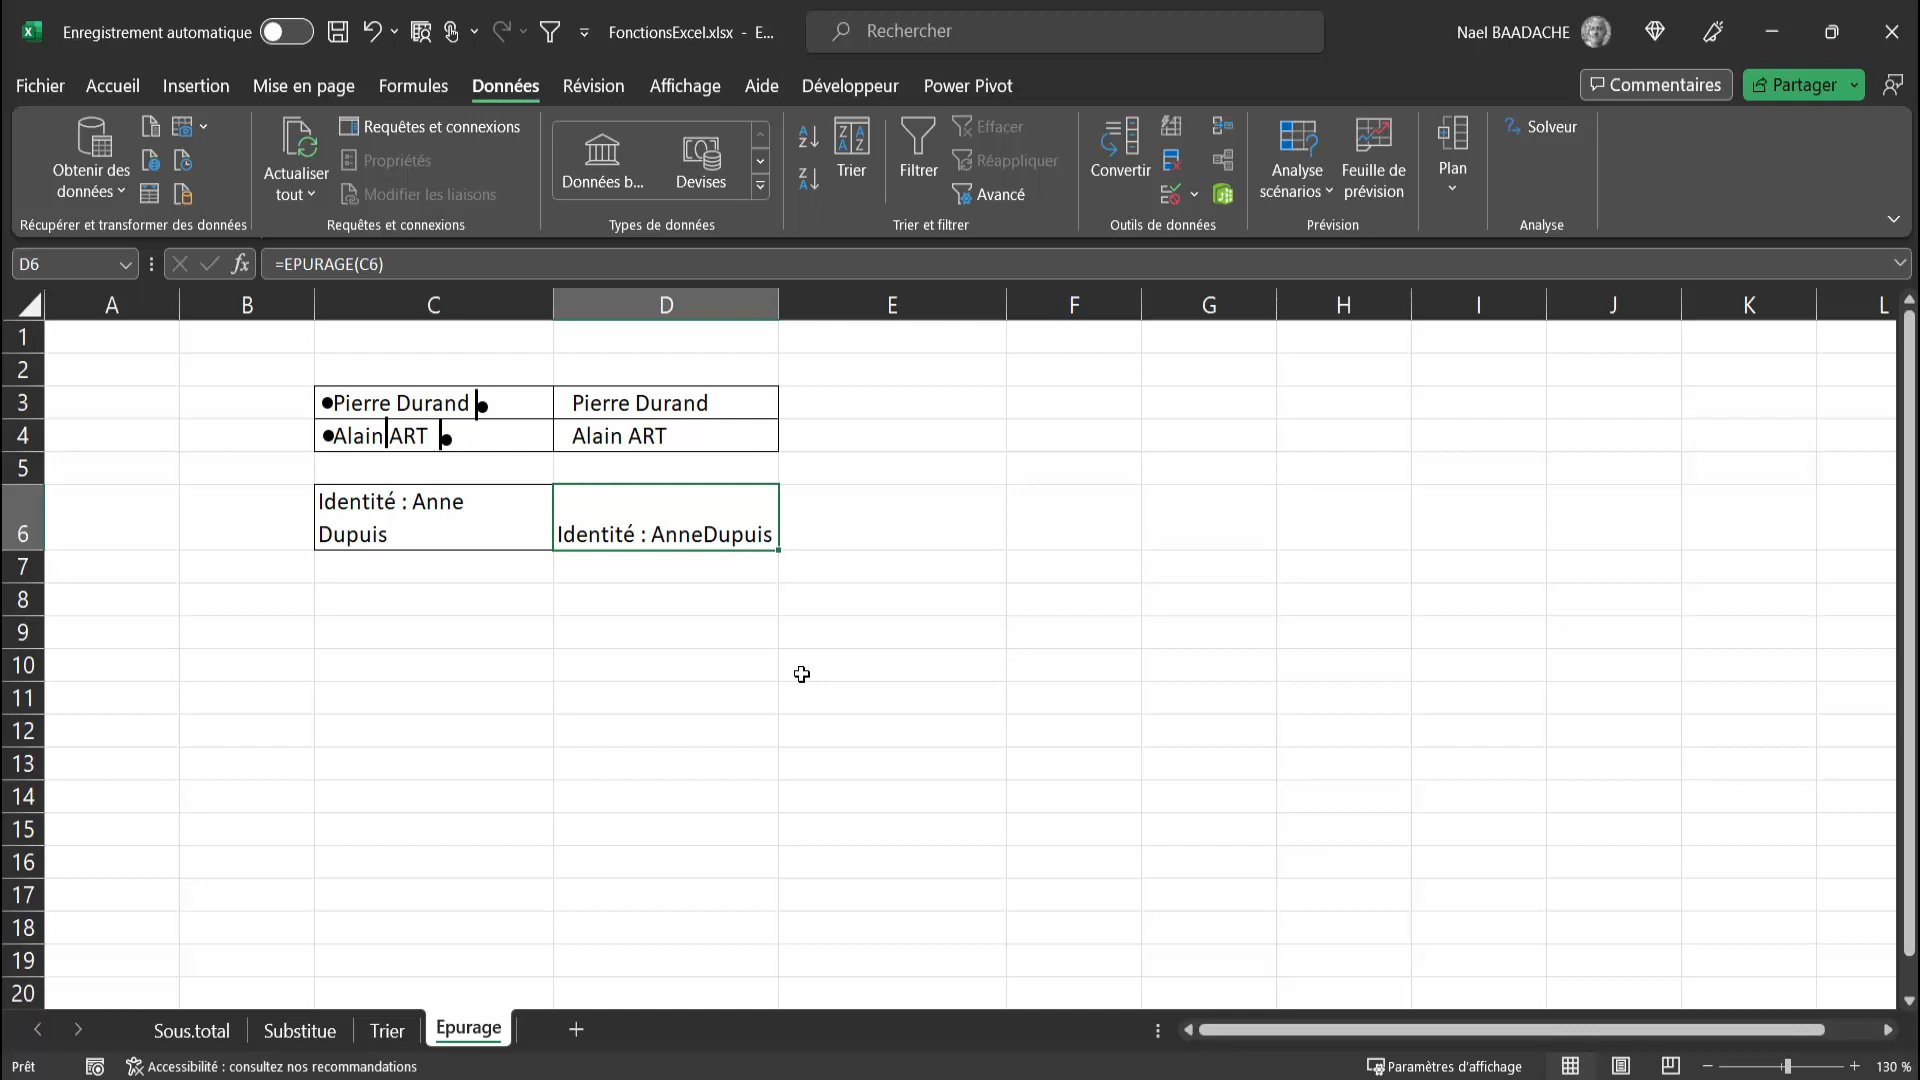 Enregistrement automatique
FonctionsExcel.xlsx - E...
Rechercher
Nael BAADACHE
Fichier Accueil Insertion Mise en page Formules Données Révision Affichage Aide Développeur Power Pivot
Commentaires
Partager
Obtenir des données
Récupérer et transformer des données
Actualiser tout
Requêtes et connexions
Propriétés
Modifier les liaisons
Requêtes et connexions
Données b...
Devises
Types de données
Trier
Filtrer
Effacer
Réappliquer
Avancé
Trier et filtrer
Convertir
Outils de données
Analyse scénarios
Feuille de prévision
Prévision
Plan
Solveur
Analyse
D6
fx
=EPURAGE(C6)
A B C D E F G H I J K L
1
2
3 •Pierre Durand • Pierre Durand
4 •Alain ART • Alain ART
5
Identité : Anne
6 Dupuis Identité : AnneDupuis
7
8
9
10
11
12
13
14
15
16
17
18
19
20
Sous.total Substitue Trier Epurage
Prêt
Accessibilité : consultez nos recommandations
Paramètres d'affichage
130 %